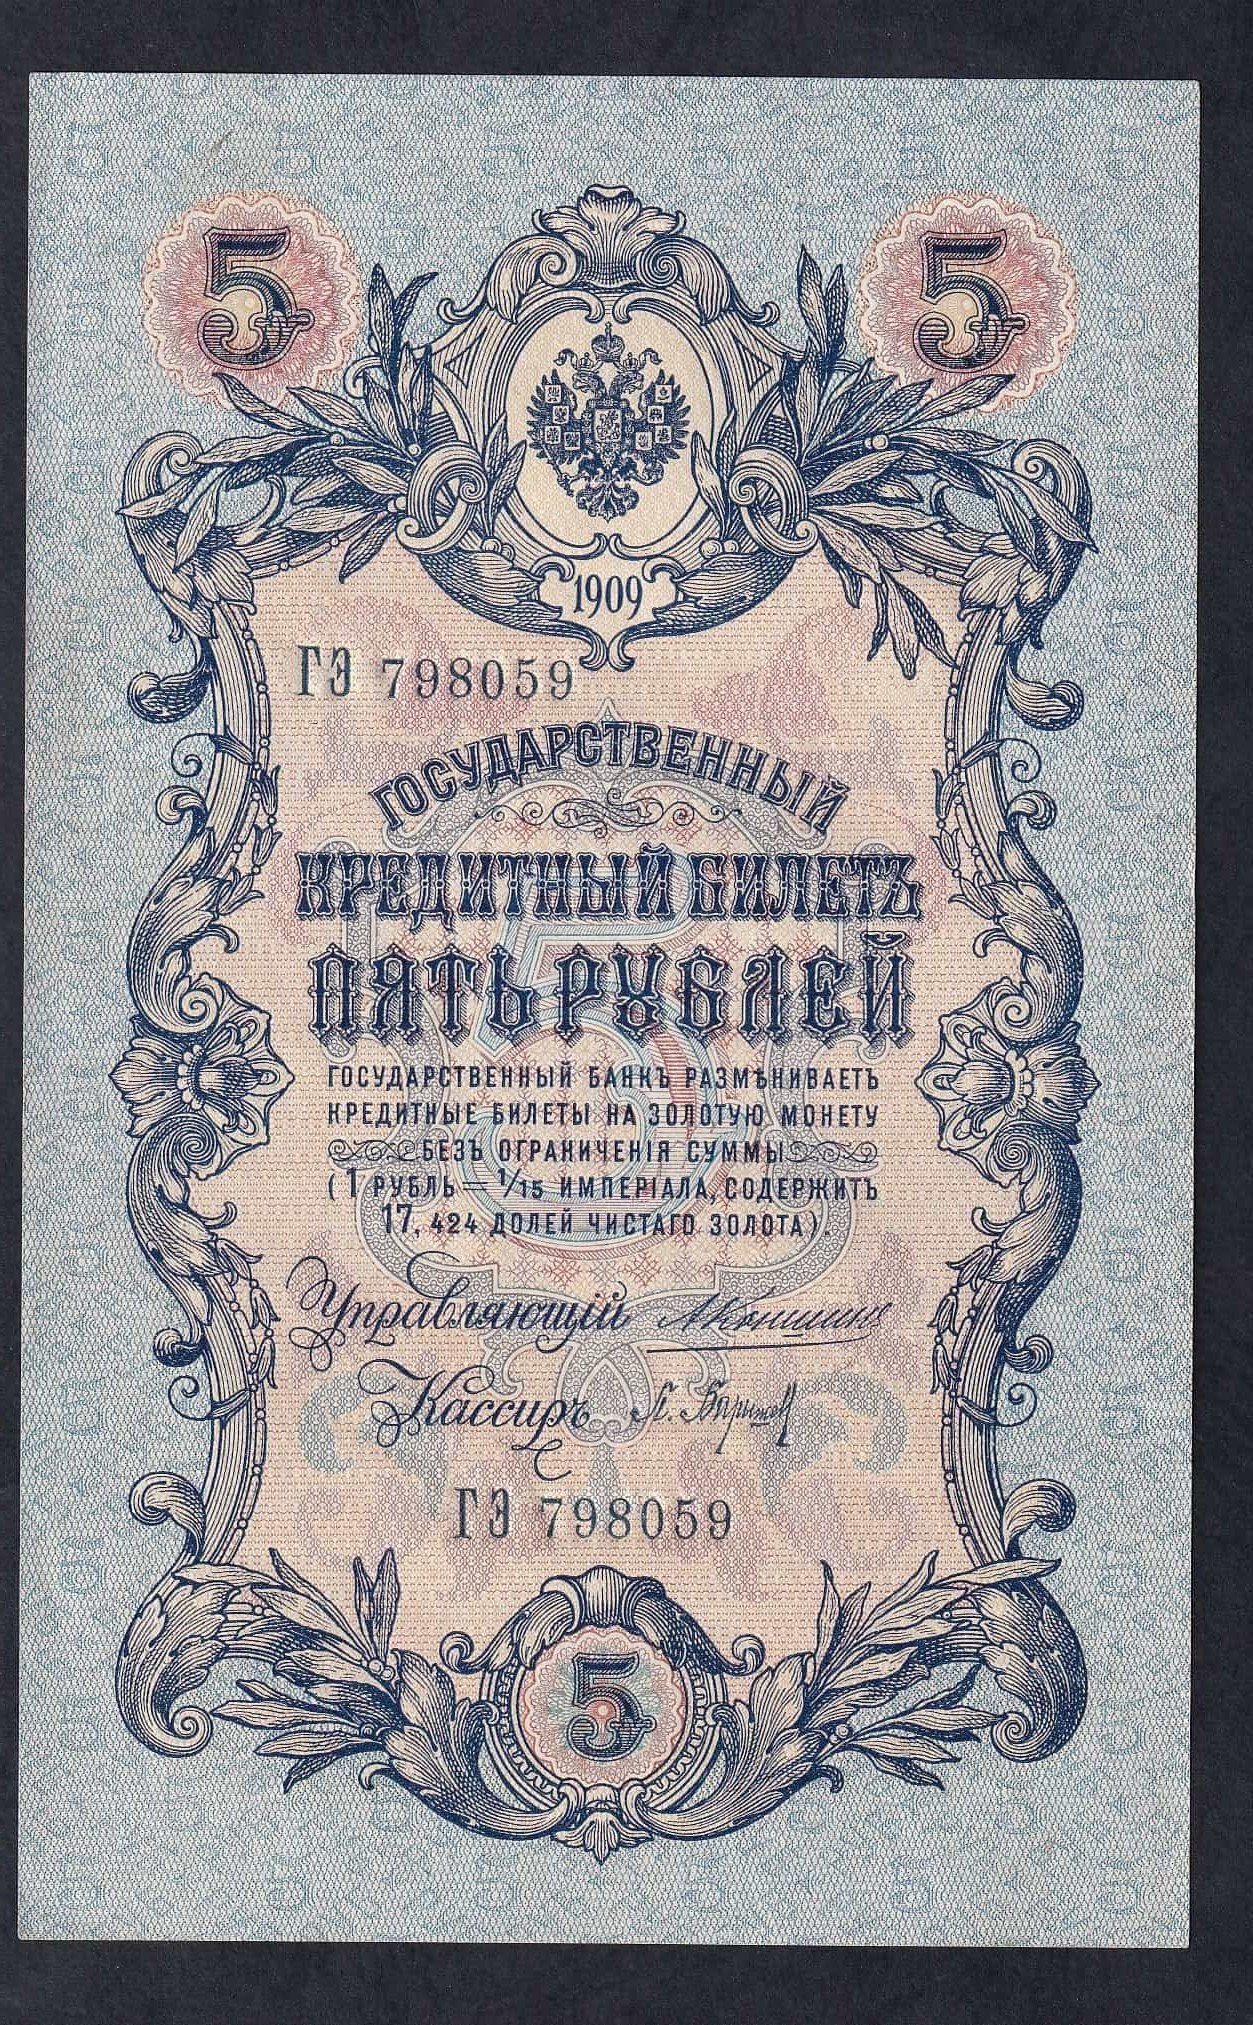 5 5
1909
ГЭ 798059
ГОСУДАРСТВЕННЫЙ
КРЕДИТНЫЙ БИЛЕТЪ
ПЯТЬ РУБЛЕЙ
ГОСУДАРСТВЕННЫЙ БАНКЪ РАЗМѢНИВАЕТЪ
КРЕДИТНЫЕ БИЛЕТЫ НА ЗОЛОТУЮ МОНЕТУ
БЕЗЪ ОГРАНИЧЕНІЯ СУММЫ
(1 РУБЛЬ = 1/15 ИМПЕРІАЛА, СОДЕРЖИТЪ
17,424 ДОЛЕЙ ЧИСТАГО ЗОЛОТА).
Управляющій АКоншинъ
Кассиръ
ГЭ 798059
5